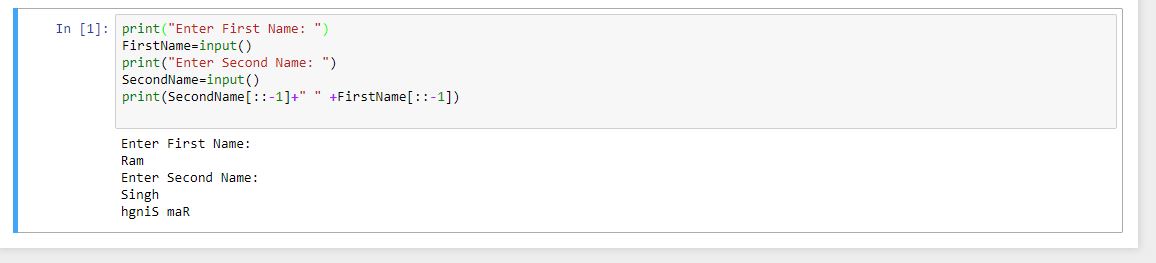 In [1]: print("Enter First Name: ")
FirstName=input()
print("Enter Second Name: ")
SecondName=input()
print(SecondName[::-1]+" " +FirstName[::-1])
Enter First Name:
Ram
Enter Second Name:
Singh
hgniS maR